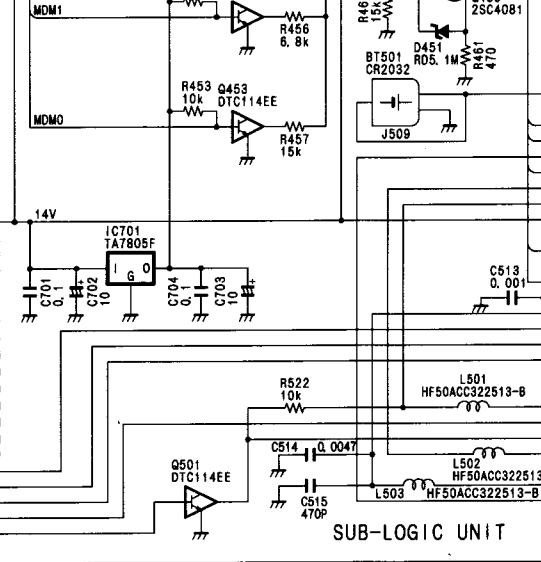 MDM1
R456
6.8k
R46
15k
2SC4081
D451
RD5.1M
R461
470
BT501
CR2032
J509
R453
10k
Q453
DTC114EE
MDM0
R457
15k
14V
IC701
TA7805F
I O
G
C701
0.1
C702
10
C704
0.1
C703
10
C513
0.001
R522
10k
L501
HF50ACC322513-B
C514 0.0047
L502
HF50ACC322513
Q501
DTC114EE
C515
470P
L503 HF50ACC322513-B
SUB-LOGIC UNIT